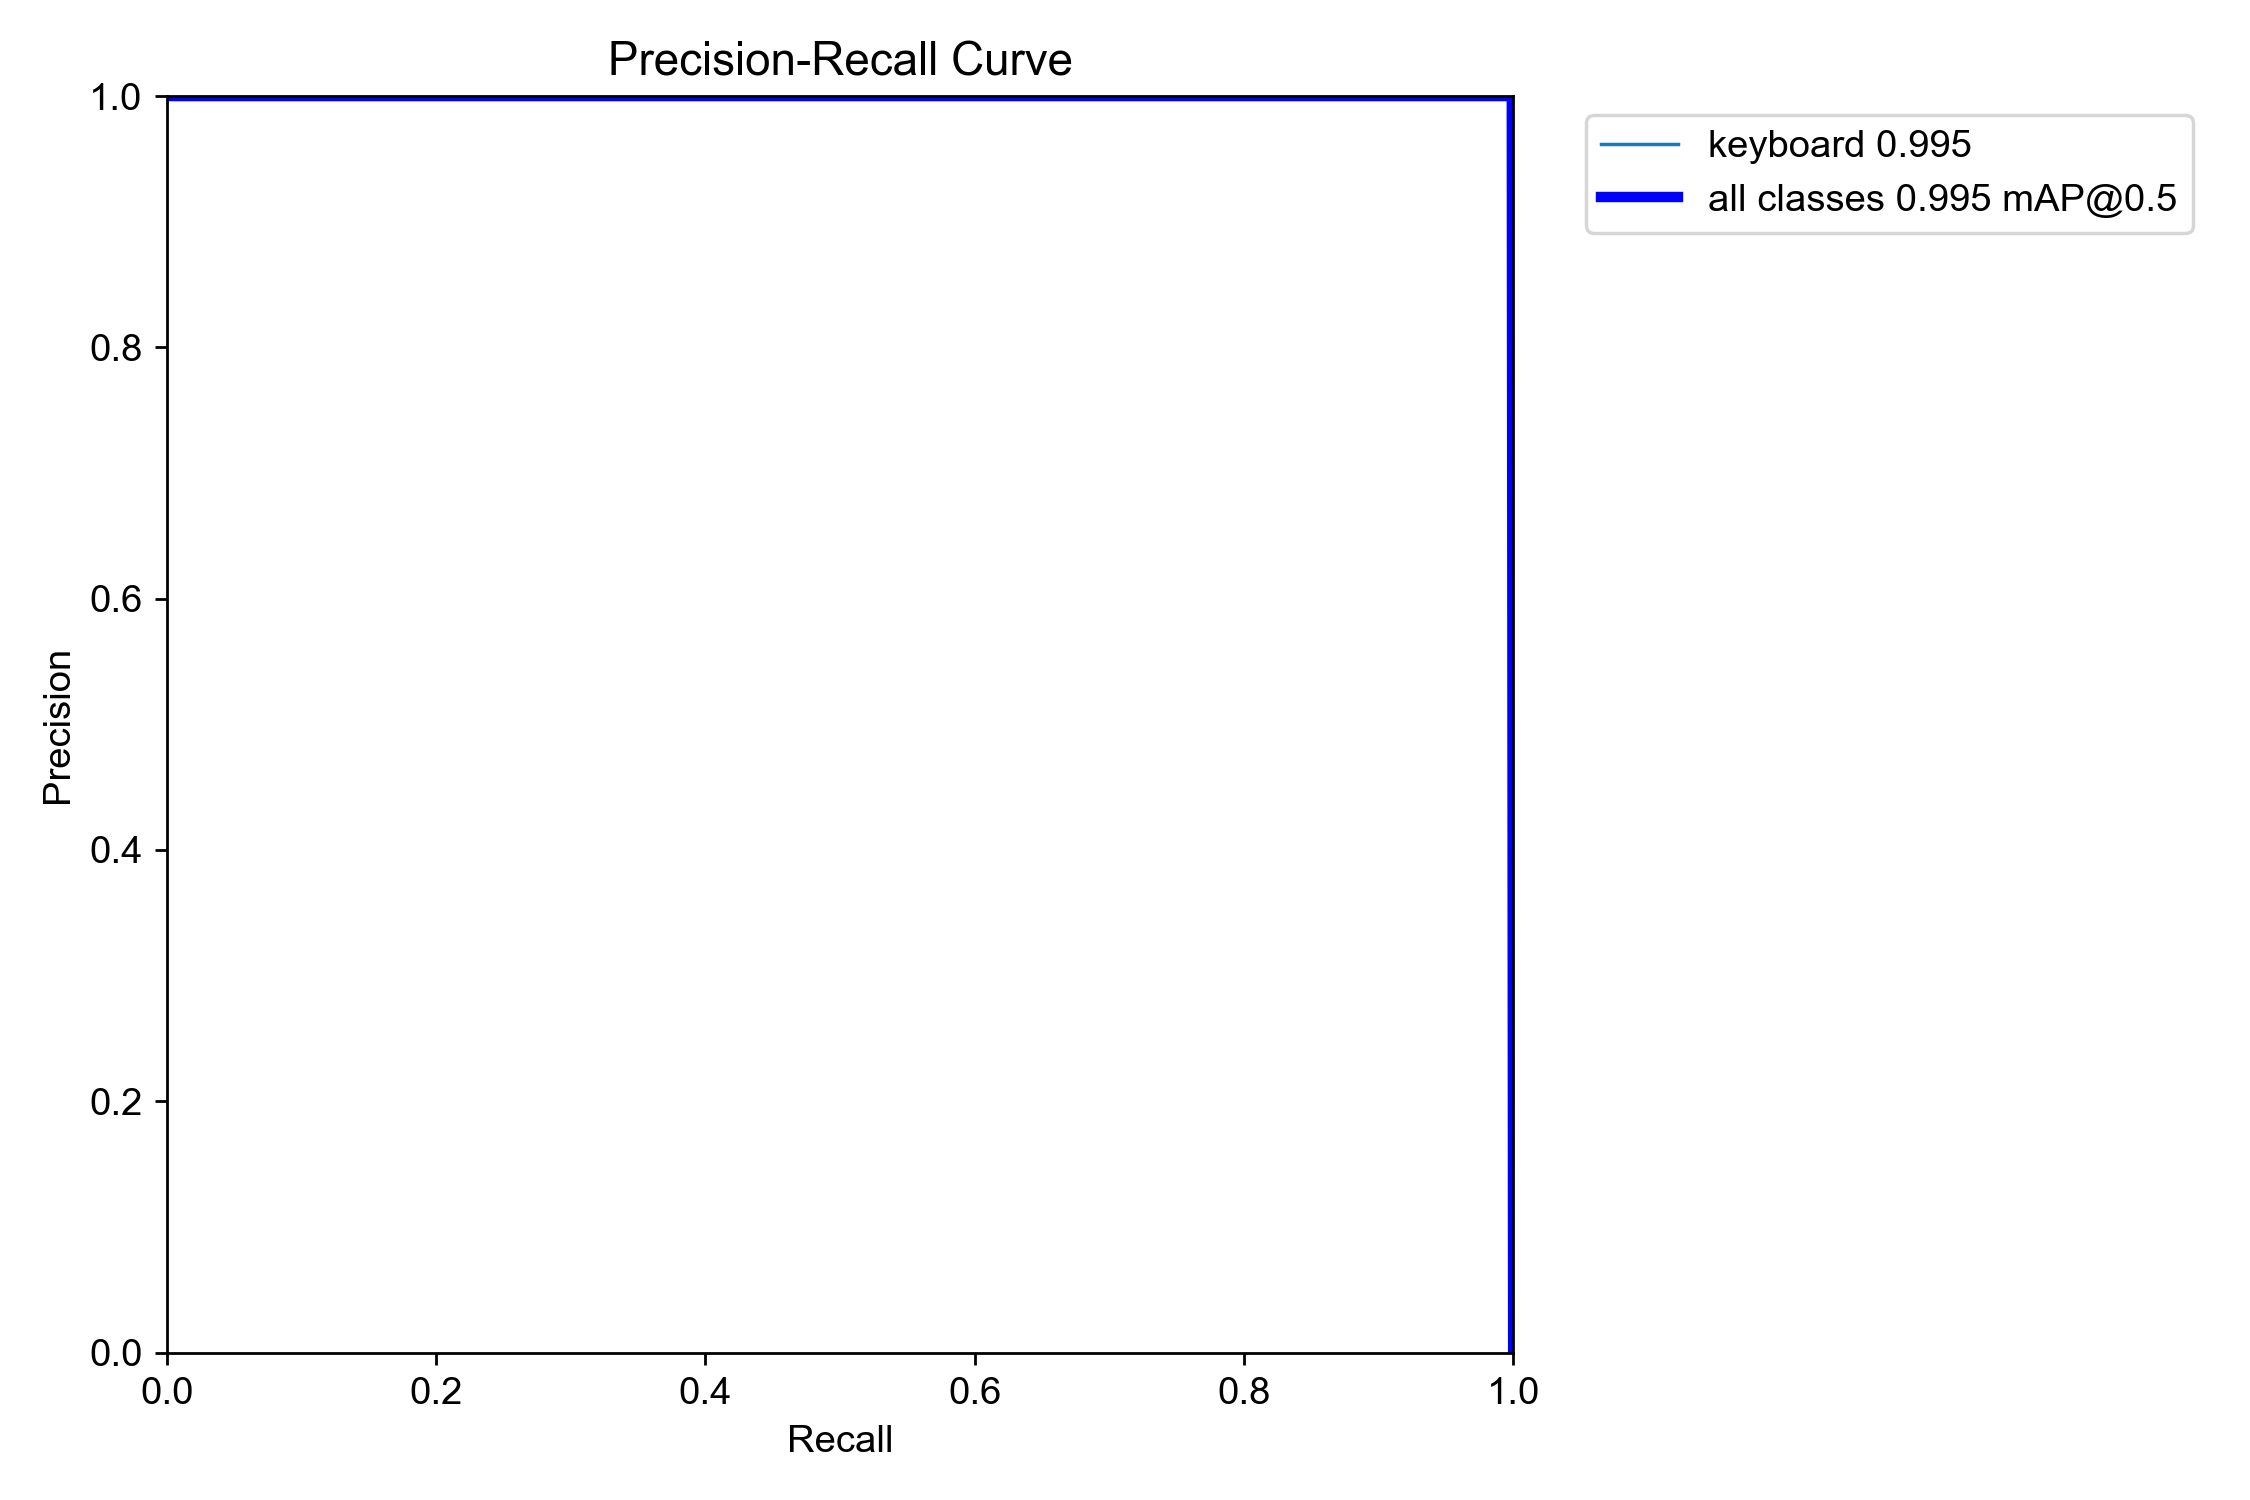 Precision-Recall Curve
1.0
0.8
0.6
0.4
0.2
0.0
Precision
0.0 0.2 0.4 0.6 0.8 1.0
Recall
keyboard 0.995
all classes 0.995 mAP@0.5